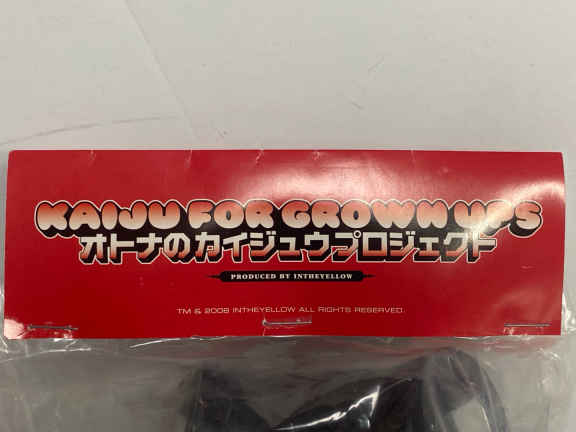 KAIJU FOR GROWN UPS
オトナのカイジュウプロジェクト
PRODUCED BY INTHEYELLOW
TM & 2008 INTHEYELLOW ALL RIGHTS RESERVED.